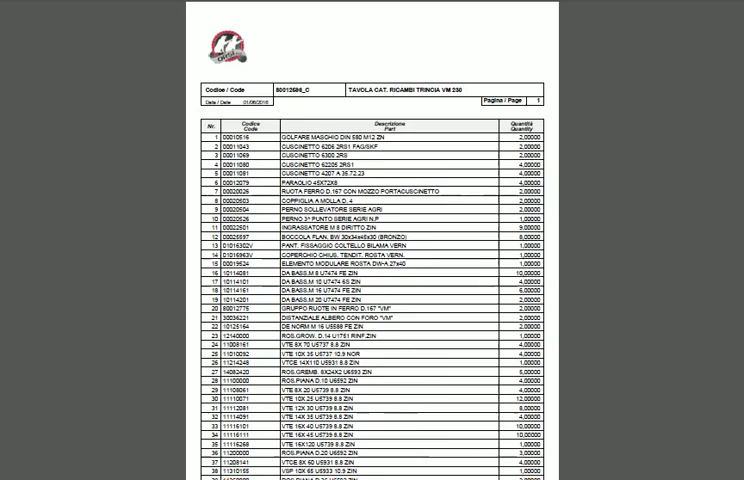 Codice / Code 80012586_C TAVOLA CAT. RICAMBI TRINCIA VM 230
Data / Date 01/06/2016 Pagina / Page 1
Nr. Codice Code Descrizione Part Quantità Quantity
1 00010516 GOLFARE MASCHIO DIN 580 M12 ZN 2,00000
2 00011043 CUSCINETTO 6206 2RS1 FAG/SKF 2,00000
3 00011069 CUSCINETTO 6300 2RS 2,00000
4 00011080 CUSCINETTO 62205 2RS1 4,00000
5 00011081 CUSCINETTO 4207 A 35.72.23 4,00000
6 00012079 PARAOLIO 45X72X8 4,00000
7 00020026 RUOTA FERRO D.167 CON MOZZO PORTACUSCINETTO 2,00000
8 00020503 COPPIGLIA A MOLLA D. 4 2,00000
9 00020504 PERNO SOLLEVATORE SERIE AGRI 2,00000
10 00020526 PERNO 3^ PUNTO SERIE AGRI N.P 1,00000
11 00022501 INGRASSATORE M 8 DIRITTO ZIN 9,00000
12 00025597 BOCCOLA FLAN. BW 30x34x45x30 (BRONZO) 8,00000
13 01016302V PIANT. FISSAGGIO COLTELLO BILAMA VERN 1,00000
14 01016963V COPERCHIO CHIUS. TENDIT. ROSTA VERN. 1,00000
15 00019524 ELEMENTO MODULARE ROSTA DW-A 27x40 1,00000
16 10114081 DA BASS.M 8 U7474 FE ZIN 10,00000
17 10114101 DA BASS.M 10 U7474 6S ZIN 4,00000
18 10114161 DA BASS.M 16 U7474 FE ZIN 6,00000
19 10114201 DA BASS.M 20 U7474 FE ZIN 2,00000
20 80012775 GRUPPO RUOTE IN FERRO D.167 "VM" 2,00000
21 30036221 DISTANZIALE ALBERO CON FORO "VM" 2,00000
22 10125164 DE NORM M 16 U5588 FE ZIN 2,00000
23 12140000 ROS.GROW. D.14 U1751 RINF.ZIN 1,00000
24 11008161 VTE 8X 70 U5737 8.8 ZIN 4,00000
25 11010092 VTE 10X 35 U5737 10.9 NOR 4,00000
26 11214248 VTCE 14X110 U5931 8.8 ZIN 1,00000
27 14082420 ROS.GREMB. 8X24X2 U6593 ZIN 5,00000
28 11100000 ROS.PIANA D.10 U6592 ZIN 4,00000
29 11108061 VTE 8X 20 U5739 8.8 ZIN 4,00000
30 11110071 VTE 10X 25 U5739 8.8 ZIN 12,00000
31 11112081 VTE 12X 30 U5739 8.8 ZIN 8,00000
32 11114091 VTE 14X 35 U5739 8.8 ZIN 4,00000
33 11116101 VTE 16X 40 U5739 8.8 ZIN 10,00000
34 11116111 VTE 16X 45 U5739 8.8 ZIN 10,00000
35 11116268 VTE 16X120 U5739 8.8 ZIN 1,00000
36 11200000 ROS.PIANA D.20 U6592 ZIN 3,00000
37 11208141 VTCE 8X 60 U5931 8.8 ZIN 4,00000
38 11310155 VSP 10X 65 U5933 10.9 ZIN 1,00000